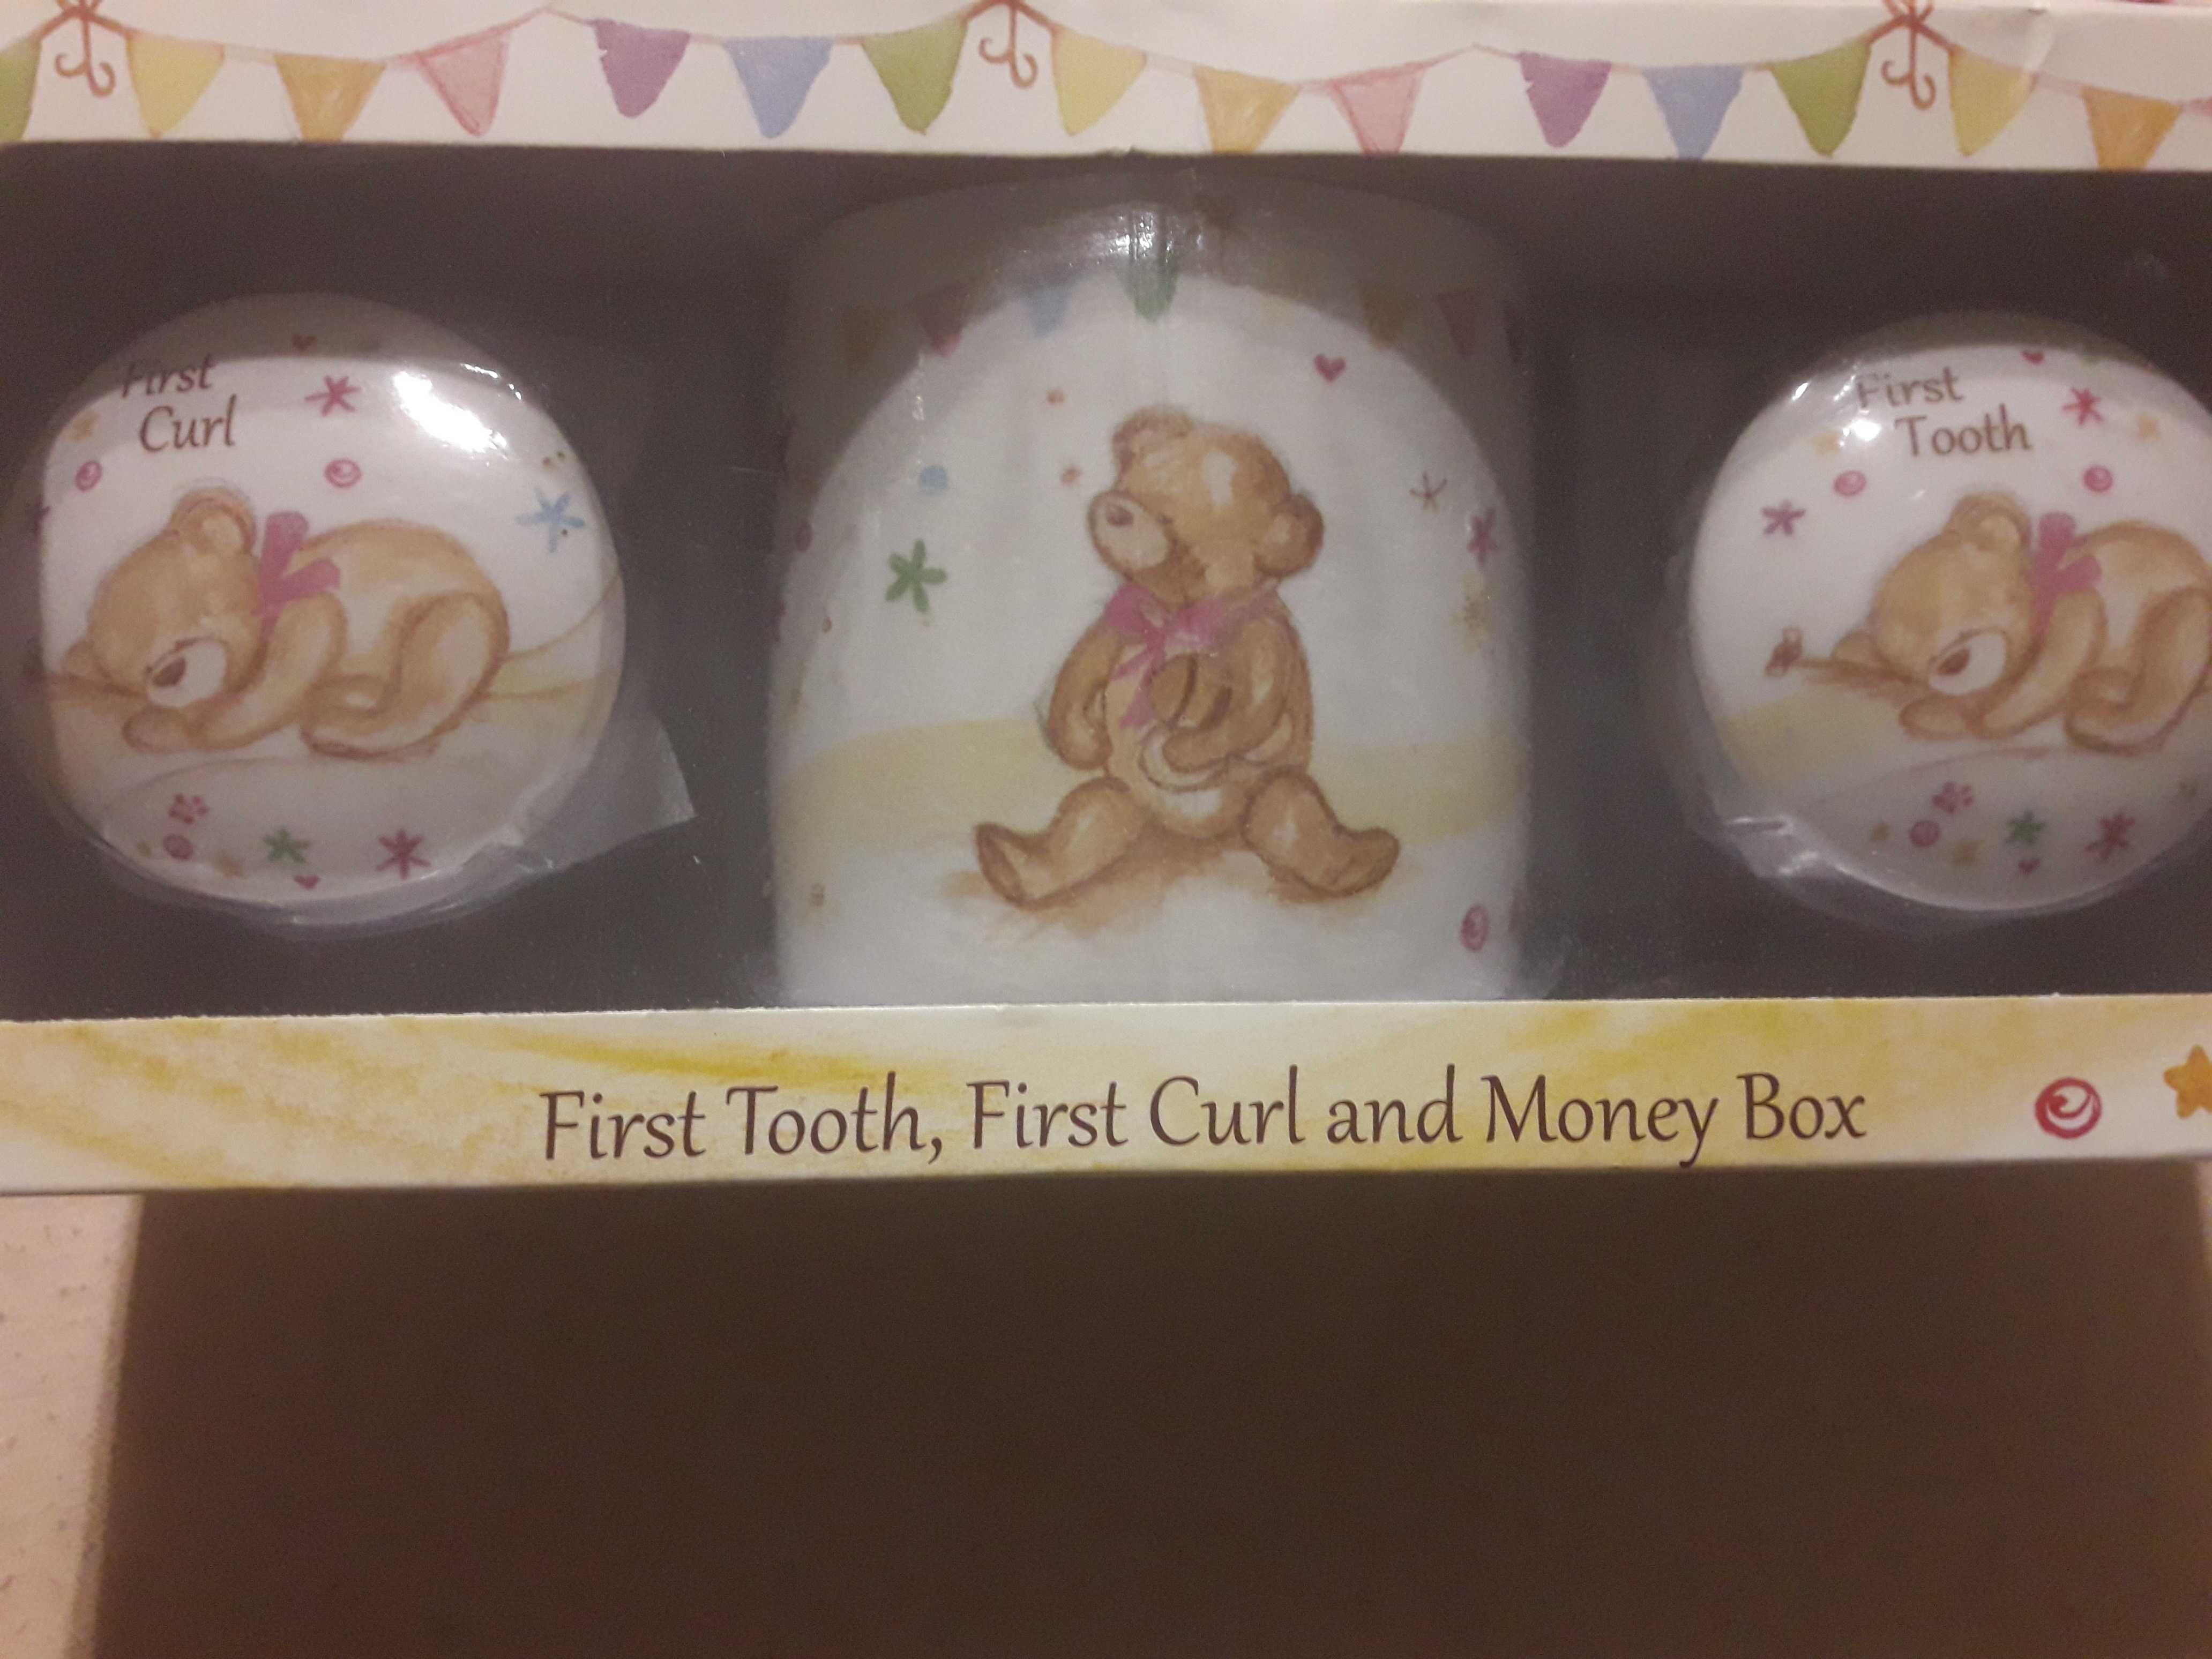 First
Curl
First
Tooth
First Tooth, First Curl and Money Box